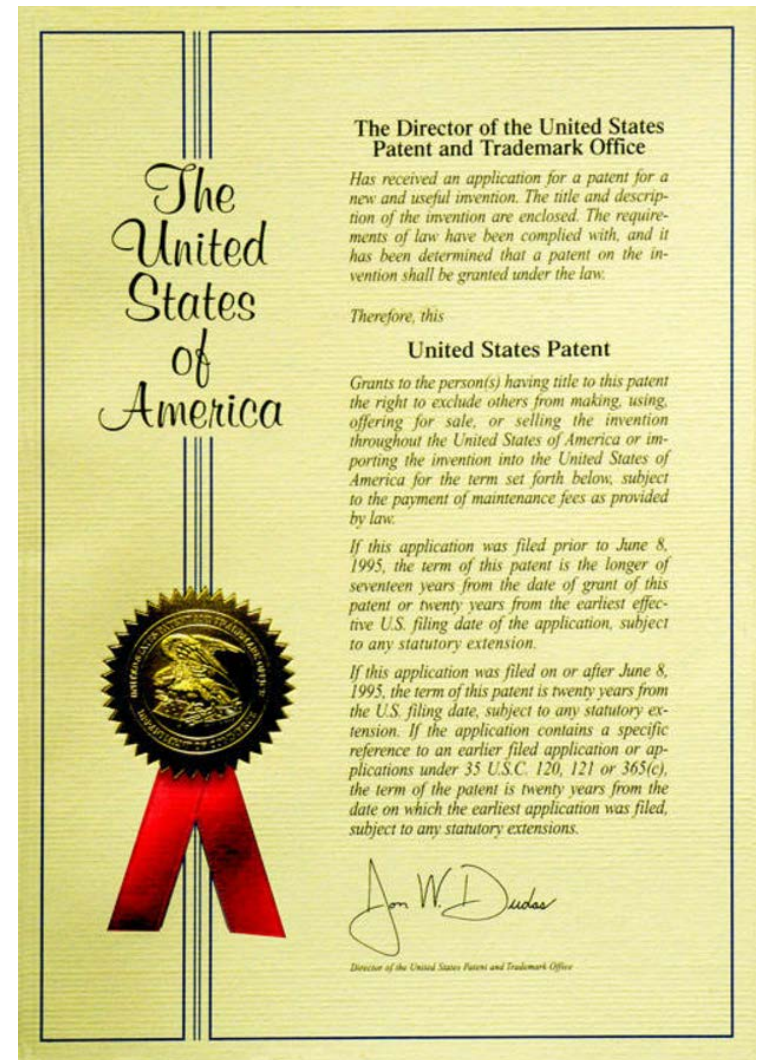 The
United
States
of
America
The Director of the United States
Patent and Trademark Office
Has received an application for a patent for a
new and useful invention. The title and descrip-
tion of the invention are enclosed. The require-
ments of law have been complied with, and it
has been determined that a patent on the in-
vention shall be granted under the law.
Therefore, this
United States Patent
Grants to the person(s) having title to this patent
the right to exclude others from making, using,
offering for sale, or selling the invention
throughout the United States of America or im-
porting the invention into the United States of
America for the term set forth below, subject
to the payment of maintenance fees as provided
by law.
If this application was filed prior to June 8,
1995, the term of this patent is the longer of
seventeen years from the date of grant of this
patent or twenty years from the earliest effec-
tive U.S. filing date of the application, subject
to any statutory extension.
If this application was filed on or after June 8,
1995, the term of this patent is twenty years from
the U.S. filing date, subject to any statutory ex-
tension. If the application contains a specific
reference to an earlier filed application or ap-
plications under 35 U.S.C. 120, 121 or 365(c),
the term of the patent is twenty years from the
date on which the earliest application was filed,
subject to any statutory extensions.
Jon W. Dudas
Director of the United States Patent and Trademark Office
PATENT AND TRADEMARK OFFICE
DEPARTMENT OF COMMERCE